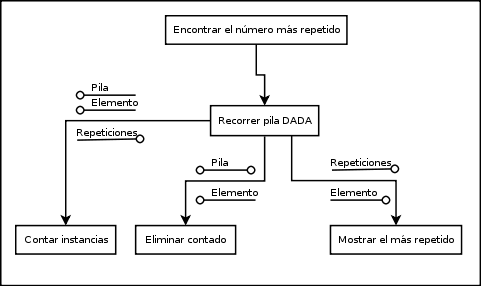 Encontrar el número más repetido
Recorrer pila DADA
Pila
Elemento
Repeticiones
Pila
Elemento
Repeticiones
Elemento
Contar instancias
Eliminar contado
Mostrar el más repetido